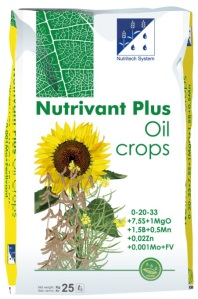 Nutritech System
Nutrivant Plus
Oil
crops
0-20-33
+7,5S+1MgO
+1,5B+0,5Mn
+0,02Zn
+0,001Mo+FV
25